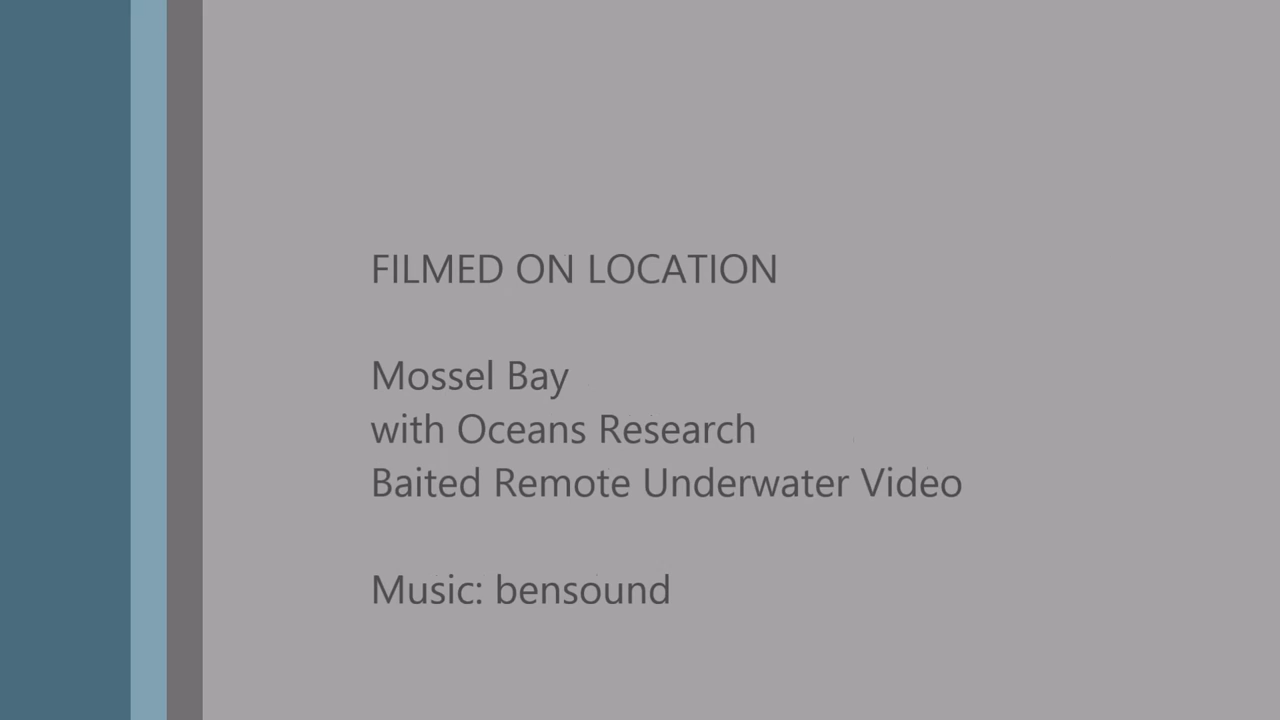 FILMED ON LOCATION
Mossel Bay
with Oceans Research
Baited Remote Underwater Video
Music: bensound